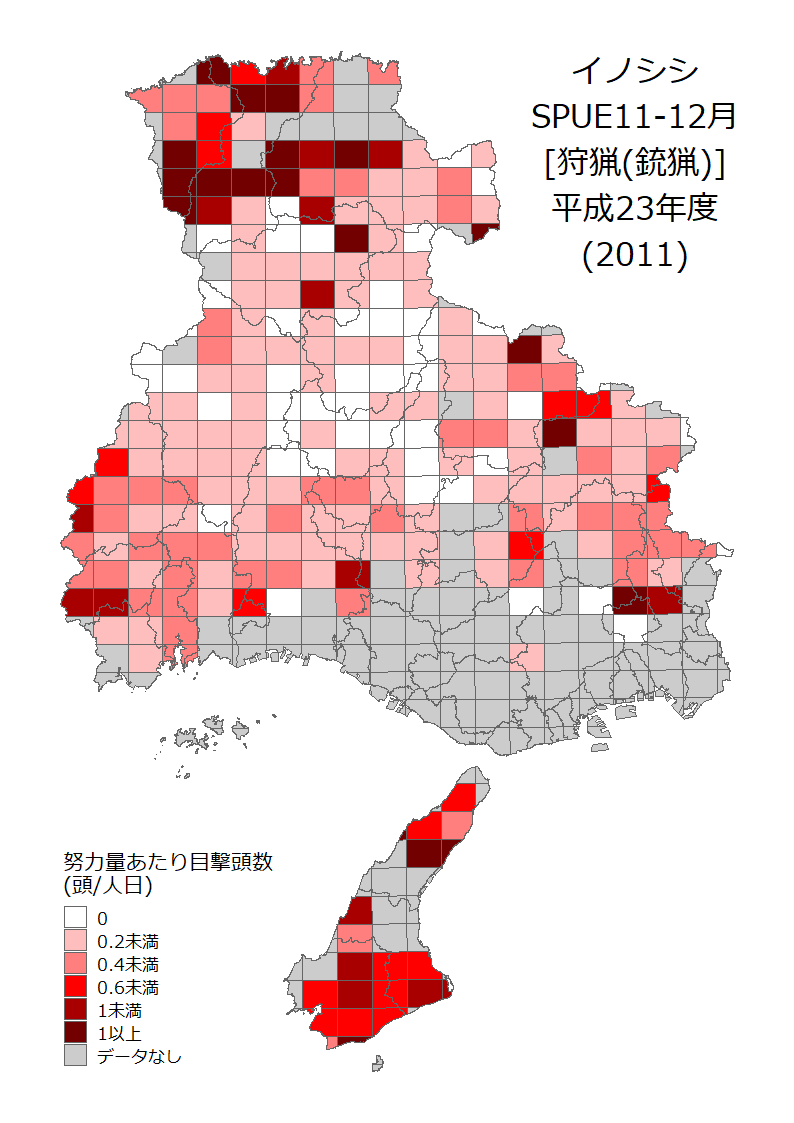 イノシシ
SPUE11-12月
[狩猟(銃猟)]
平成23年度
(2011)
努力量あたり目撃頭数
(頭/人日)
0
0.2未満
0.4未満
0.6未満
1未満
1以上
データなし